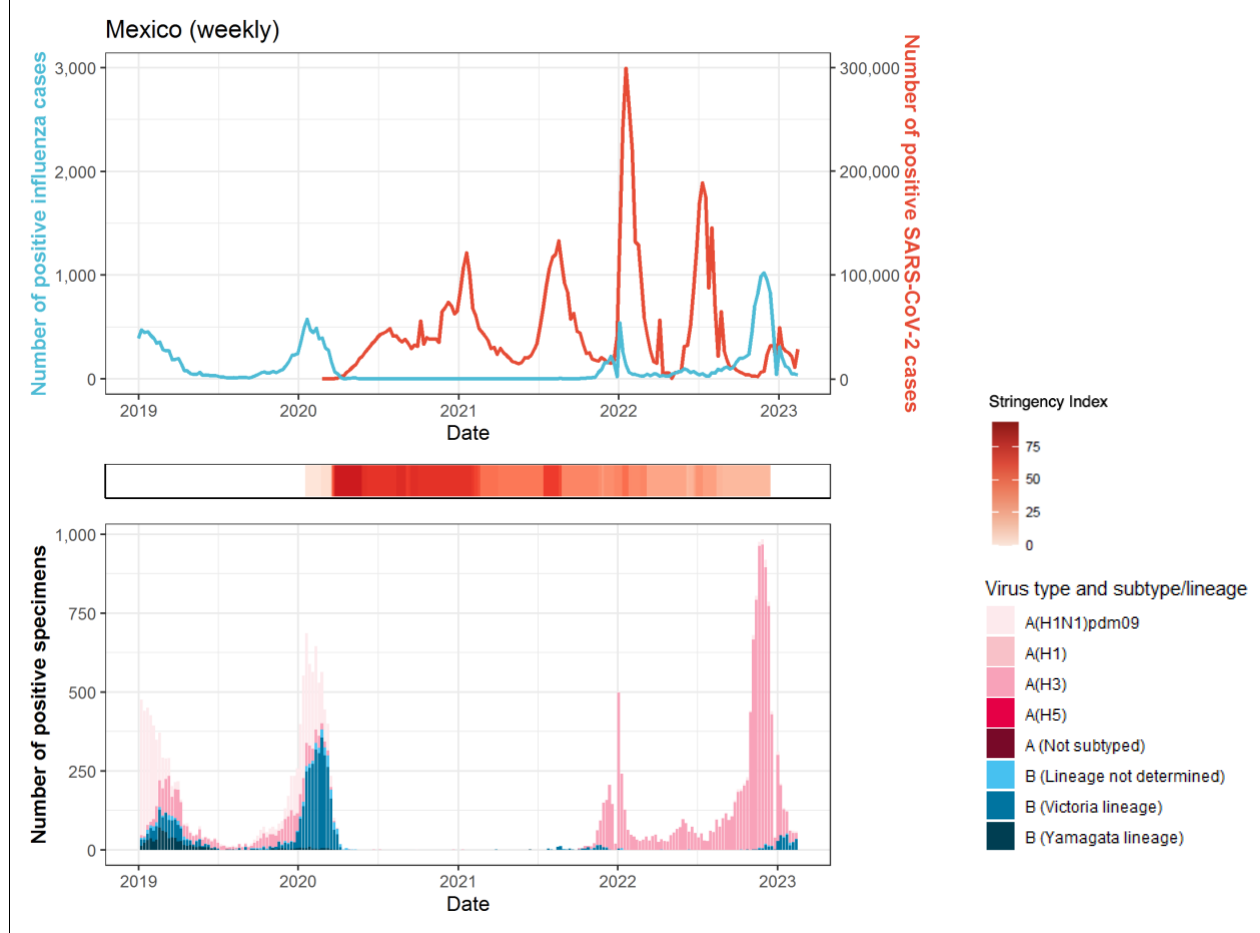 Mexico (weekly)
Number of positive influenza cases
3,000
2,000
1,000
0
300,000
200,000
100,000
0
Number of positive SARS-CoV-2 cases
2019 2020 2021 2022 2023
Date
Stringency Index
75
50
25
0
Number of positive specimens
1,000
750
500
250
0
2019 2020 2021 2022 2023
Date
Virus type and subtype/lineage
A(H1N1)pdm09
A(H1)
A(H3)
A(H5)
A (Not subtyped)
B (Lineage not determined)
B (Victoria lineage)
B (Yamagata lineage)